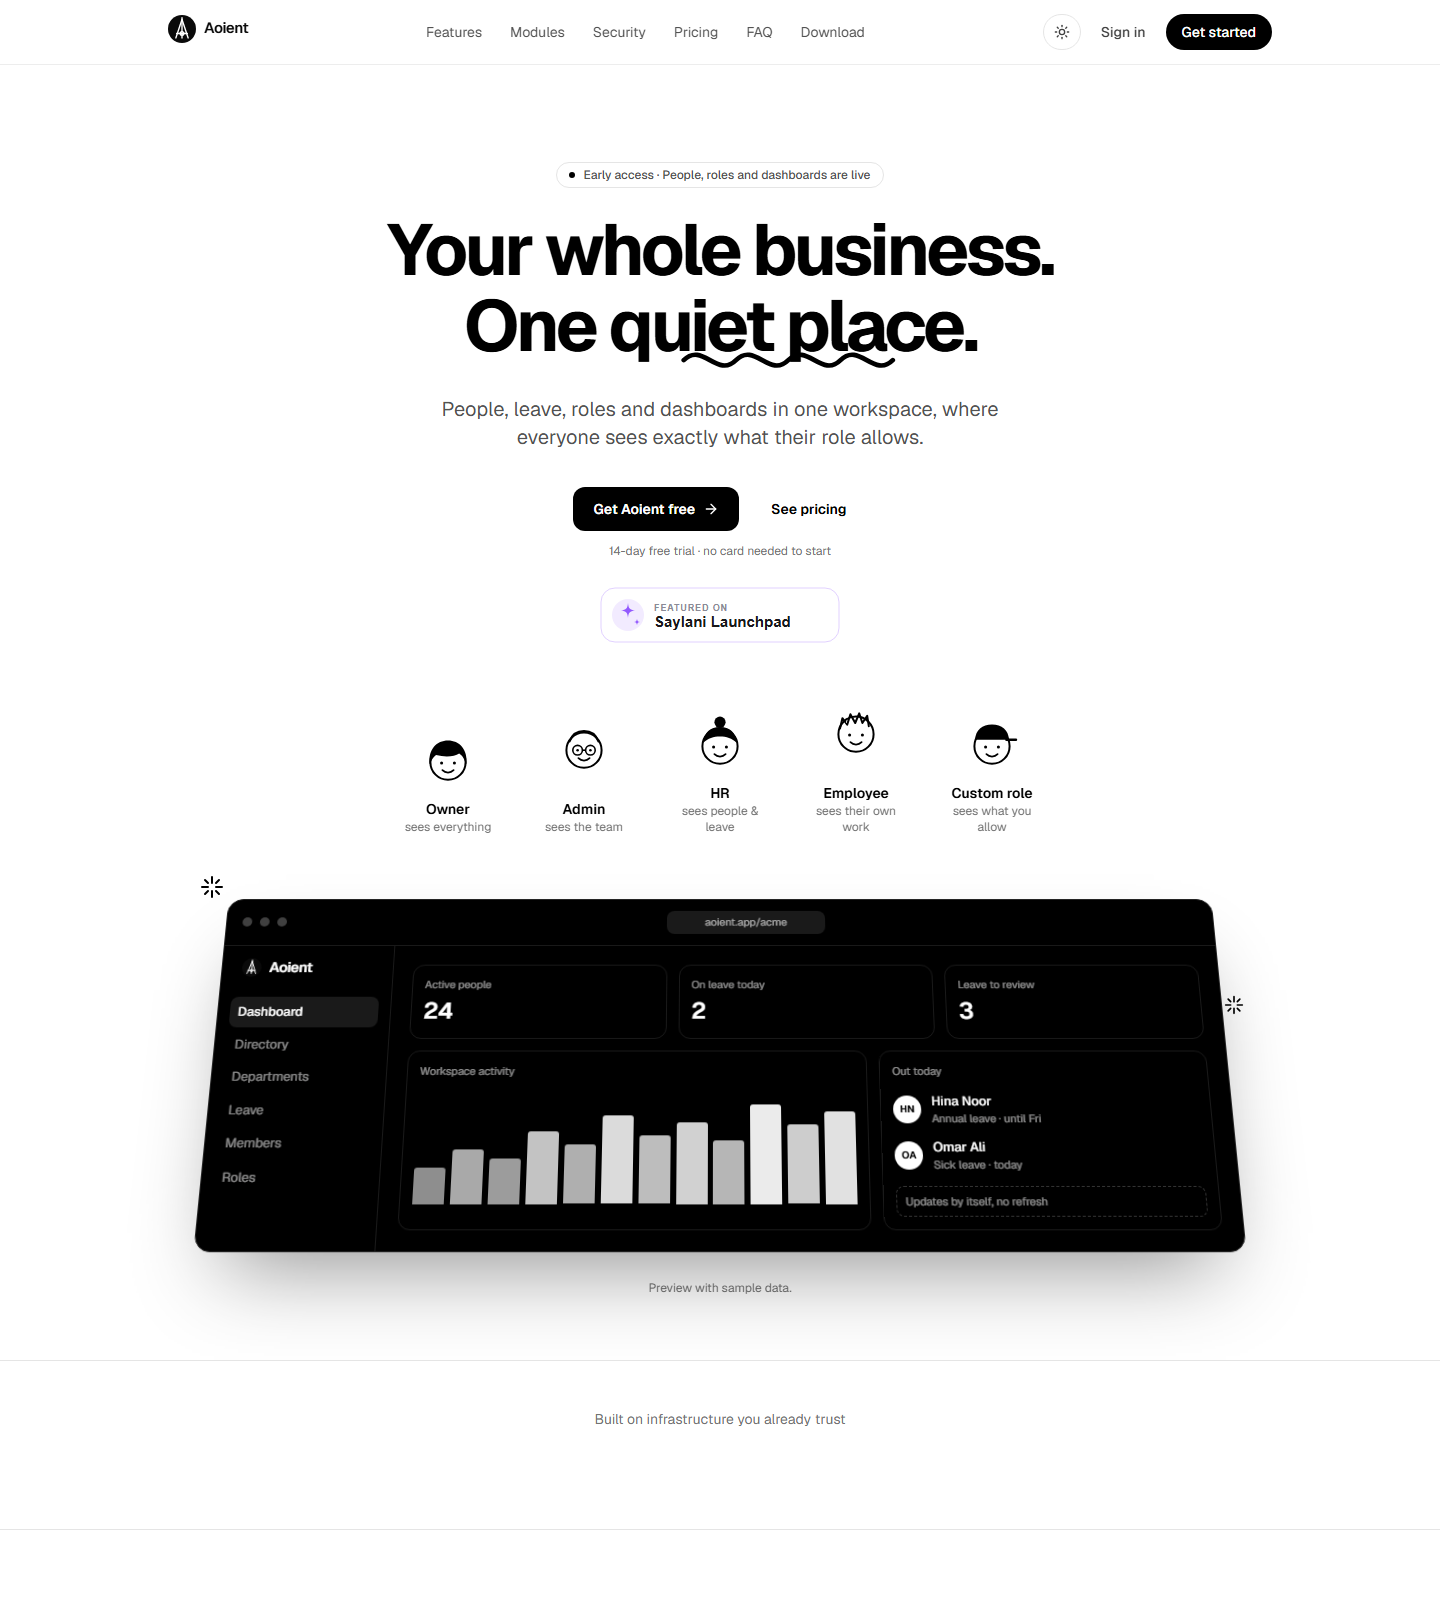 Aoient
Features
Modules
Security
Pricing
FAQ
Download
Sign in
Get started
Early access · People, roles and dashboards are live
Your whole business.
One quiet place.
People, leave, roles and dashboards in one workspace, where
everyone sees exactly what their role allows.
Get Aoient free →
See pricing
14-day free trial · no card needed to start
FEATURED ON
Saylani Launchpad
Owner
sees everything
Admin
sees the team
HR
sees people &
leave
Employee
sees their own
work
Custom role
sees what you
allow
aoient.app/acme
Aoient
Dashboard
Directory
Departments
Leave
Members
Roles
Active people
24
On leave today
2
Leave to review
3
Workspace activity
Out today
HN
Hina Noor
Annual leave · until Fri
OA
Omar Ali
Sick leave · today
Updates by itself, no refresh
Preview with sample data.
Built on infrastructure you already trust